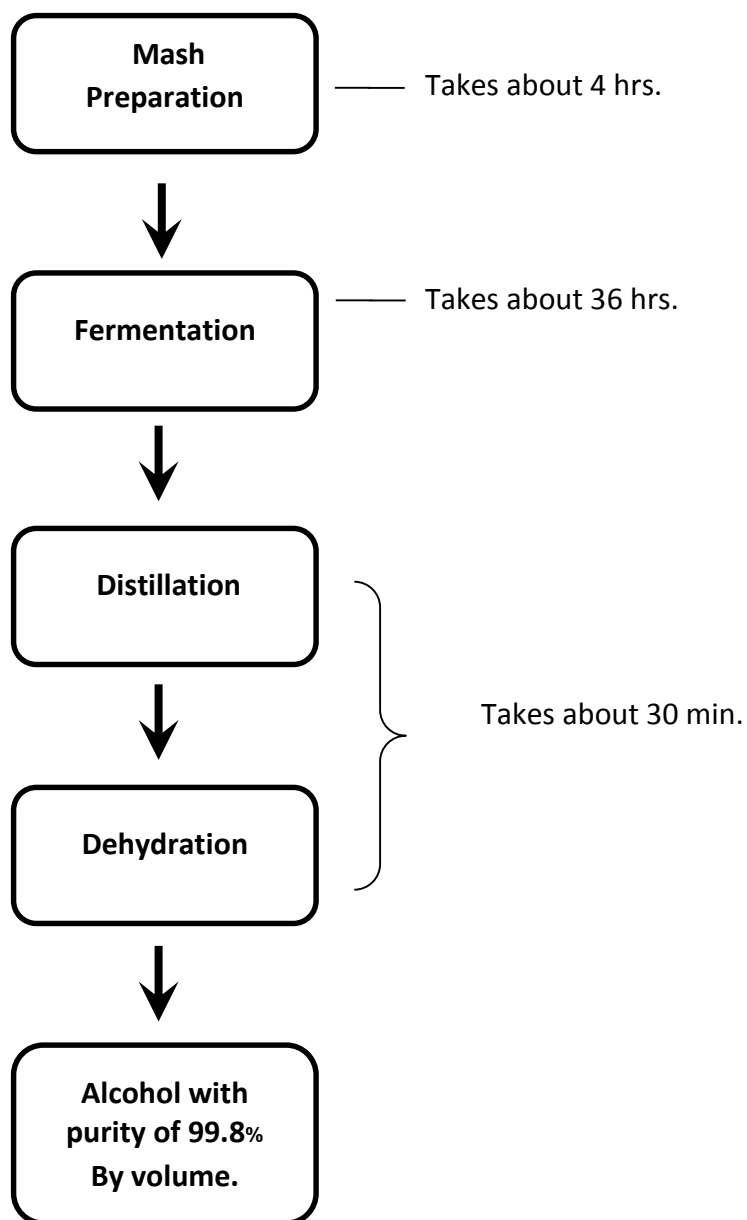 Mash
Preparation
Takes about 4 hrs.
Fermentation
Takes about 36 hrs.
Distillation
Takes about 30 min.
Dehydration
Alcohol with
purity of 99.8%
By volume.